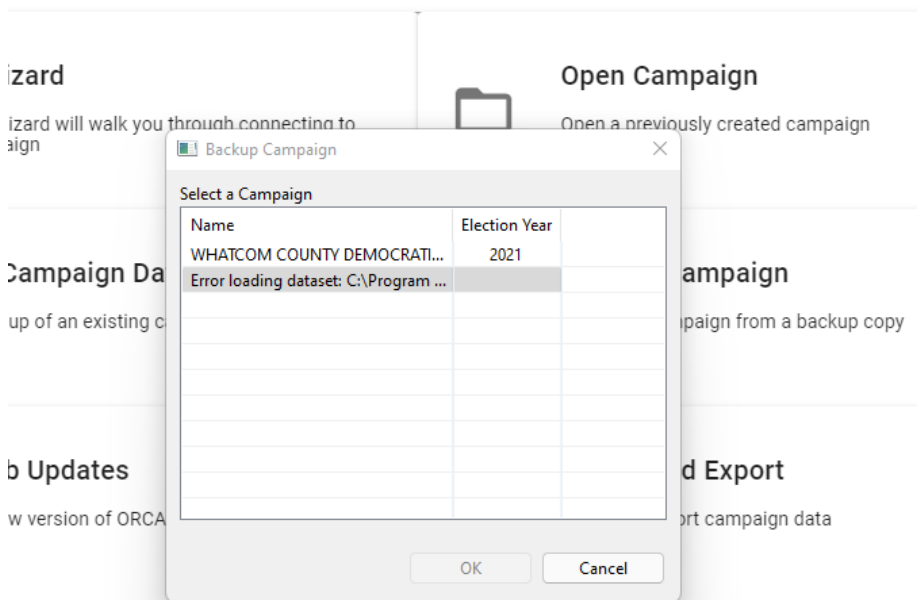 izard
izard will walk you through connecting to
aign
Open Campaign
Open a previously created campaign
Backup Campaign
Select a Campaign
Name Election Year
WHATCOM COUNTY DEMOCRATI... 2021
Error loading dataset: C:\Program ...
Campaign Da
up of an existing c
ampaign
paign from a backup copy
b Updates
w version of ORCA
d Export
ort campaign data
OK Cancel